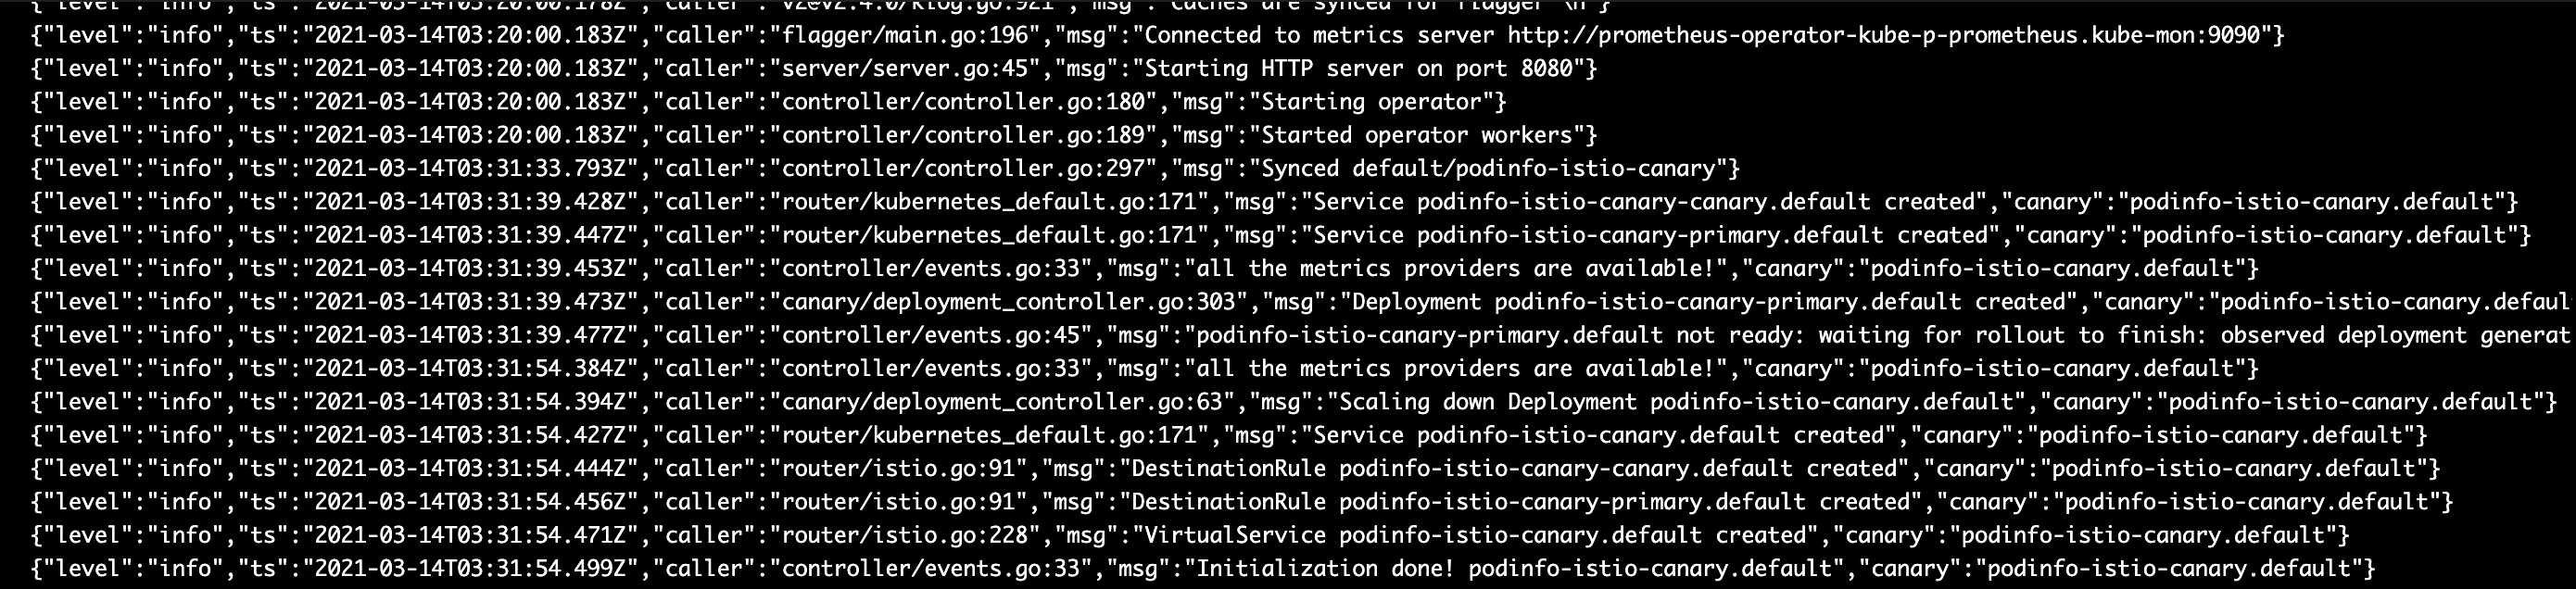 {"level":"info","ts":"2021-03-14T03:20:00.178Z","caller":"v2@v2.4.0/klog.go:921","msg":"Caches are synced for flagger \n"}
{"level":"info","ts":"2021-03-14T03:20:00.183Z","caller":"flagger/main.go:196","msg":"Connected to metrics server http://prometheus-operator-kube-p-prometheus.kube-mon:9090"}
{"level":"info","ts":"2021-03-14T03:20:00.183Z","caller":"server/server.go:45","msg":"Starting HTTP server on port 8080"}
{"level":"info","ts":"2021-03-14T03:20:00.183Z","caller":"controller/controller.go:180","msg":"Starting operator"}
{"level":"info","ts":"2021-03-14T03:20:00.183Z","caller":"controller/controller.go:189","msg":"Started operator workers"}
{"level":"info","ts":"2021-03-14T03:31:33.793Z","caller":"controller/controller.go:297","msg":"Synced default/podinfo-istio-canary"}
{"level":"info","ts":"2021-03-14T03:31:39.428Z","caller":"router/kubernetes_default.go:171","msg":"Service podinfo-istio-canary-canary.default created","canary":"podinfo-istio-canary.default"}
{"level":"info","ts":"2021-03-14T03:31:39.447Z","caller":"router/kubernetes_default.go:171","msg":"Service podinfo-istio-canary-primary.default created","canary":"podinfo-istio-canary.default"}
{"level":"info","ts":"2021-03-14T03:31:39.453Z","caller":"controller/events.go:33","msg":"all the metrics providers are available!","canary":"podinfo-istio-canary.default"}
{"level":"info","ts":"2021-03-14T03:31:39.473Z","caller":"canary/deployment_controller.go:303","msg":"Deployment podinfo-istio-canary-primary.default created","canary":"podinfo-istio-canary.defaul
{"level":"info","ts":"2021-03-14T03:31:39.477Z","caller":"controller/events.go:45","msg":"podinfo-istio-canary-primary.default not ready: waiting for rollout to finish: observed deployment generat
{"level":"info","ts":"2021-03-14T03:31:54.384Z","caller":"controller/events.go:33","msg":"all the metrics providers are available!","canary":"podinfo-istio-canary.default"}
{"level":"info","ts":"2021-03-14T03:31:54.394Z","caller":"canary/deployment_controller.go:63","msg":"Scaling down Deployment podinfo-istio-canary.default","canary":"podinfo-istio-canary.default"}
{"level":"info","ts":"2021-03-14T03:31:54.427Z","caller":"router/kubernetes_default.go:171","msg":"Service podinfo-istio-canary.default created","canary":"podinfo-istio-canary.default"}
{"level":"info","ts":"2021-03-14T03:31:54.444Z","caller":"router/istio.go:91","msg":"DestinationRule podinfo-istio-canary-canary.default created","canary":"podinfo-istio-canary.default"}
{"level":"info","ts":"2021-03-14T03:31:54.456Z","caller":"router/istio.go:91","msg":"DestinationRule podinfo-istio-canary-primary.default created","canary":"podinfo-istio-canary.default"}
{"level":"info","ts":"2021-03-14T03:31:54.471Z","caller":"router/istio.go:228","msg":"VirtualService podinfo-istio-canary.default created","canary":"podinfo-istio-canary.default"}
{"level":"info","ts":"2021-03-14T03:31:54.499Z","caller":"controller/events.go:33","msg":"Initialization done! podinfo-istio-canary.default","canary":"podinfo-istio-canary.default"}